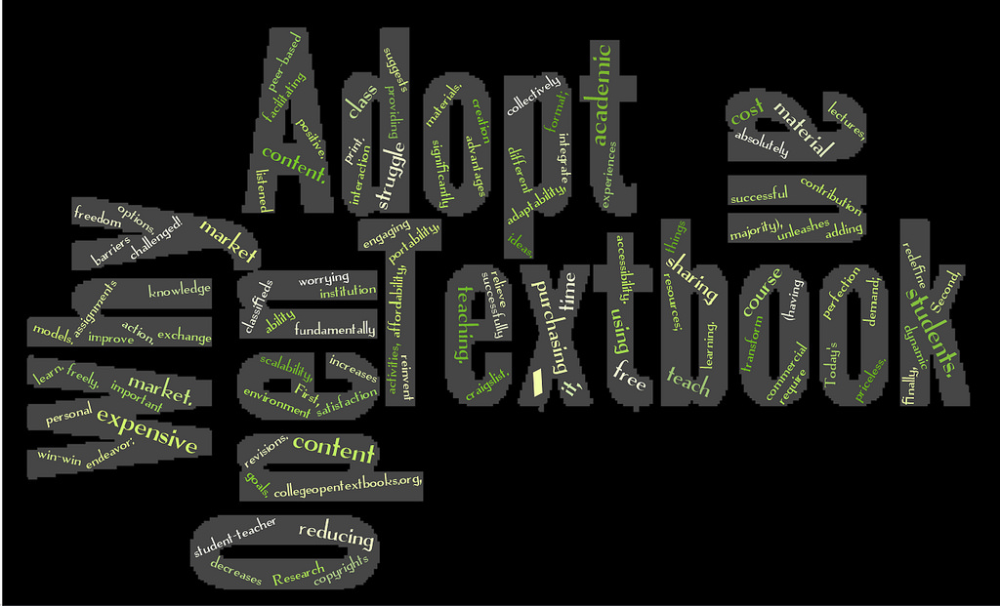 Why
Adopt
an
Open
Textbook
peer-based
facilitating
positive,
content.
listened
suggests
class
providing
print,
interaction
struggle
materials,
creation
advantages
significantly
collectively
format;
integrate
different
adaptability,
ideas
academic
experiences
cost
material
lectures,
absolutely
successful
contribution
majority),
unleashes
adding
options
freedom
challenged!
barriers
market
assignments
knowledge
models,
improve
action,
exchange
learn.
freely,
market.
important
personal
expensive
win-win
endeavor;
classifieds
worrying
institution
ability
fundamentally
scalability,
increases
First,
environment
satisfaction
revisions,
content
goals,
collegeopentextbooks.org,
student-teacher
reducing
decreases
Research
copyrights
engaging
portability,
affordability,
activities,
reinvent
teaching,
relieve
successfully
craigslist,
purchasing
time
-
it;
accessibility,
using
free
things
sharing
resources;
learning.
teach
course
(having
transform
commercial
require
perfection
demand;
Today's
priceless,
redefine
Second,
students.
dynamic
finally,